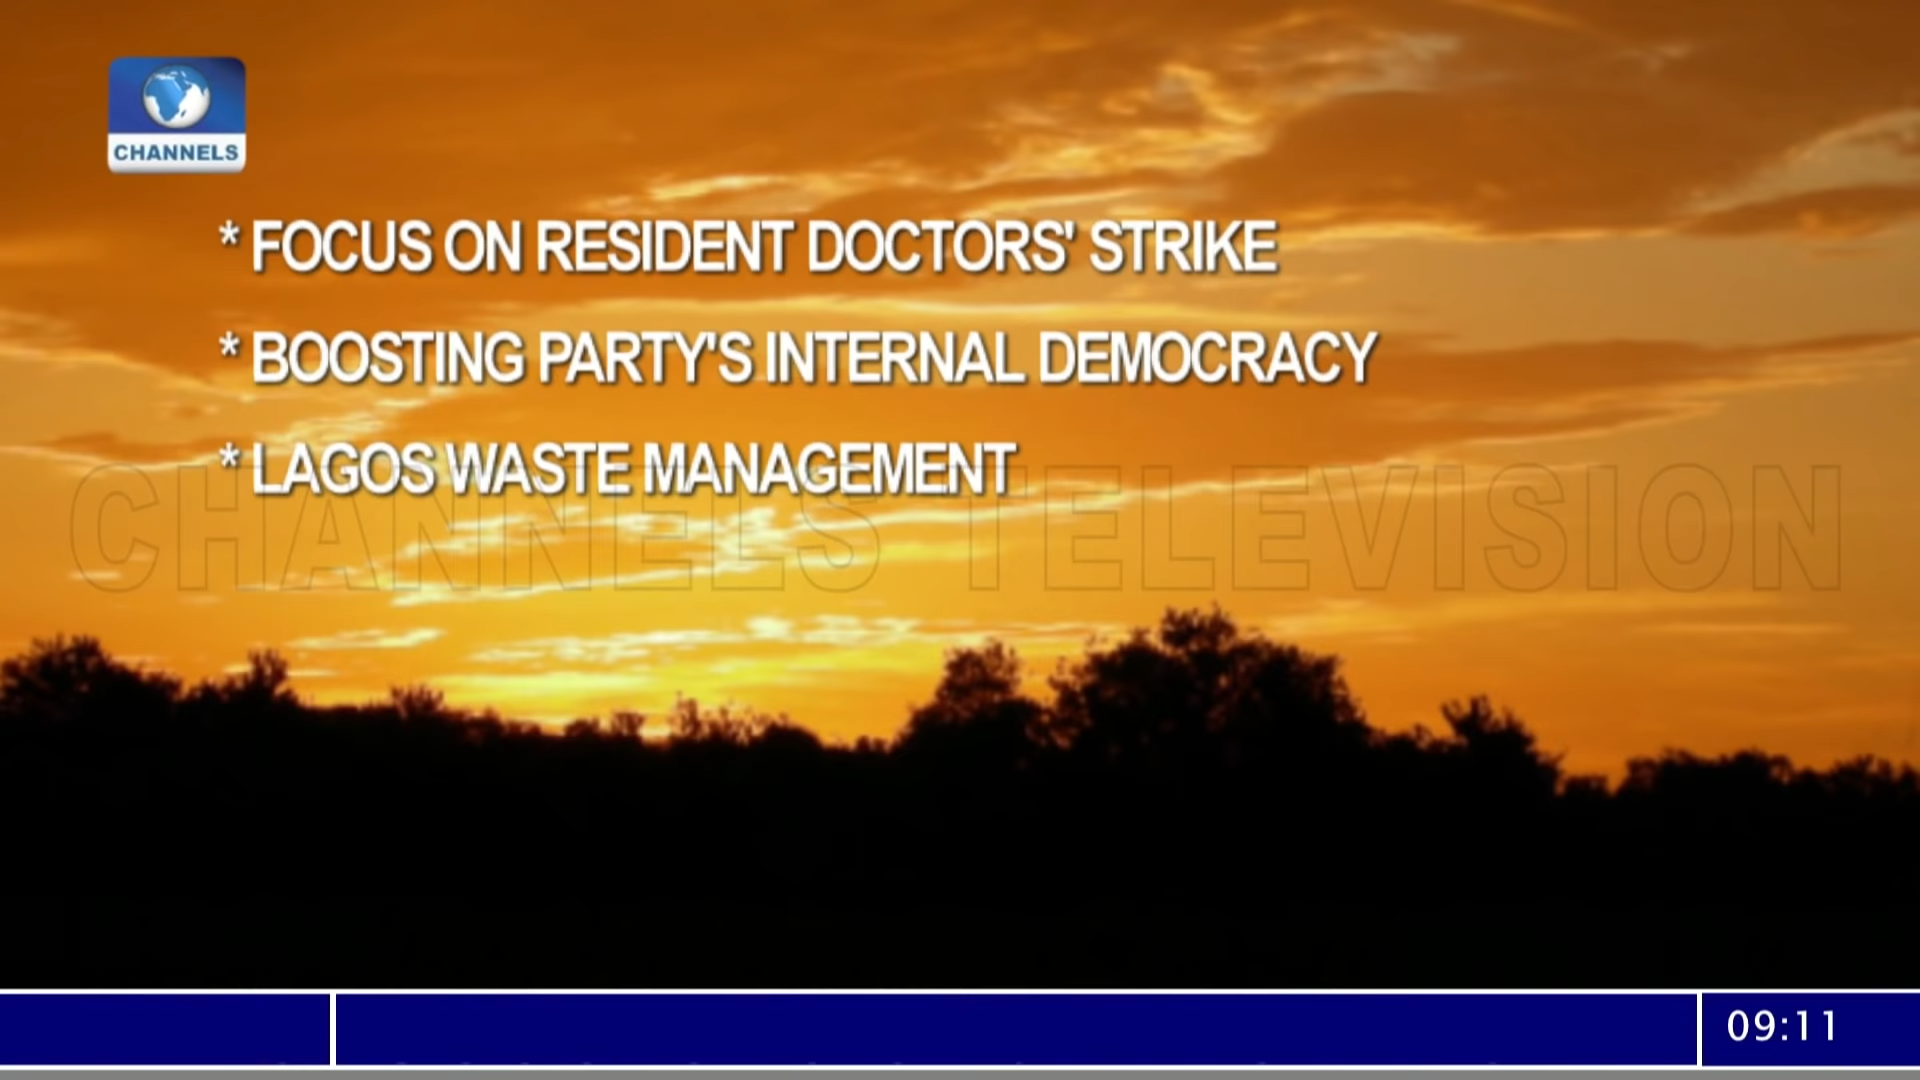 CHANNELS
* FOCUS ON RESIDENT DOCTORS' STRIKE
* BOOSTING PARTY'S INTERNAL DEMOCRACY
* LAGOS WASTE MANAGEMENT
CHANNELS TELEVISION
09:11